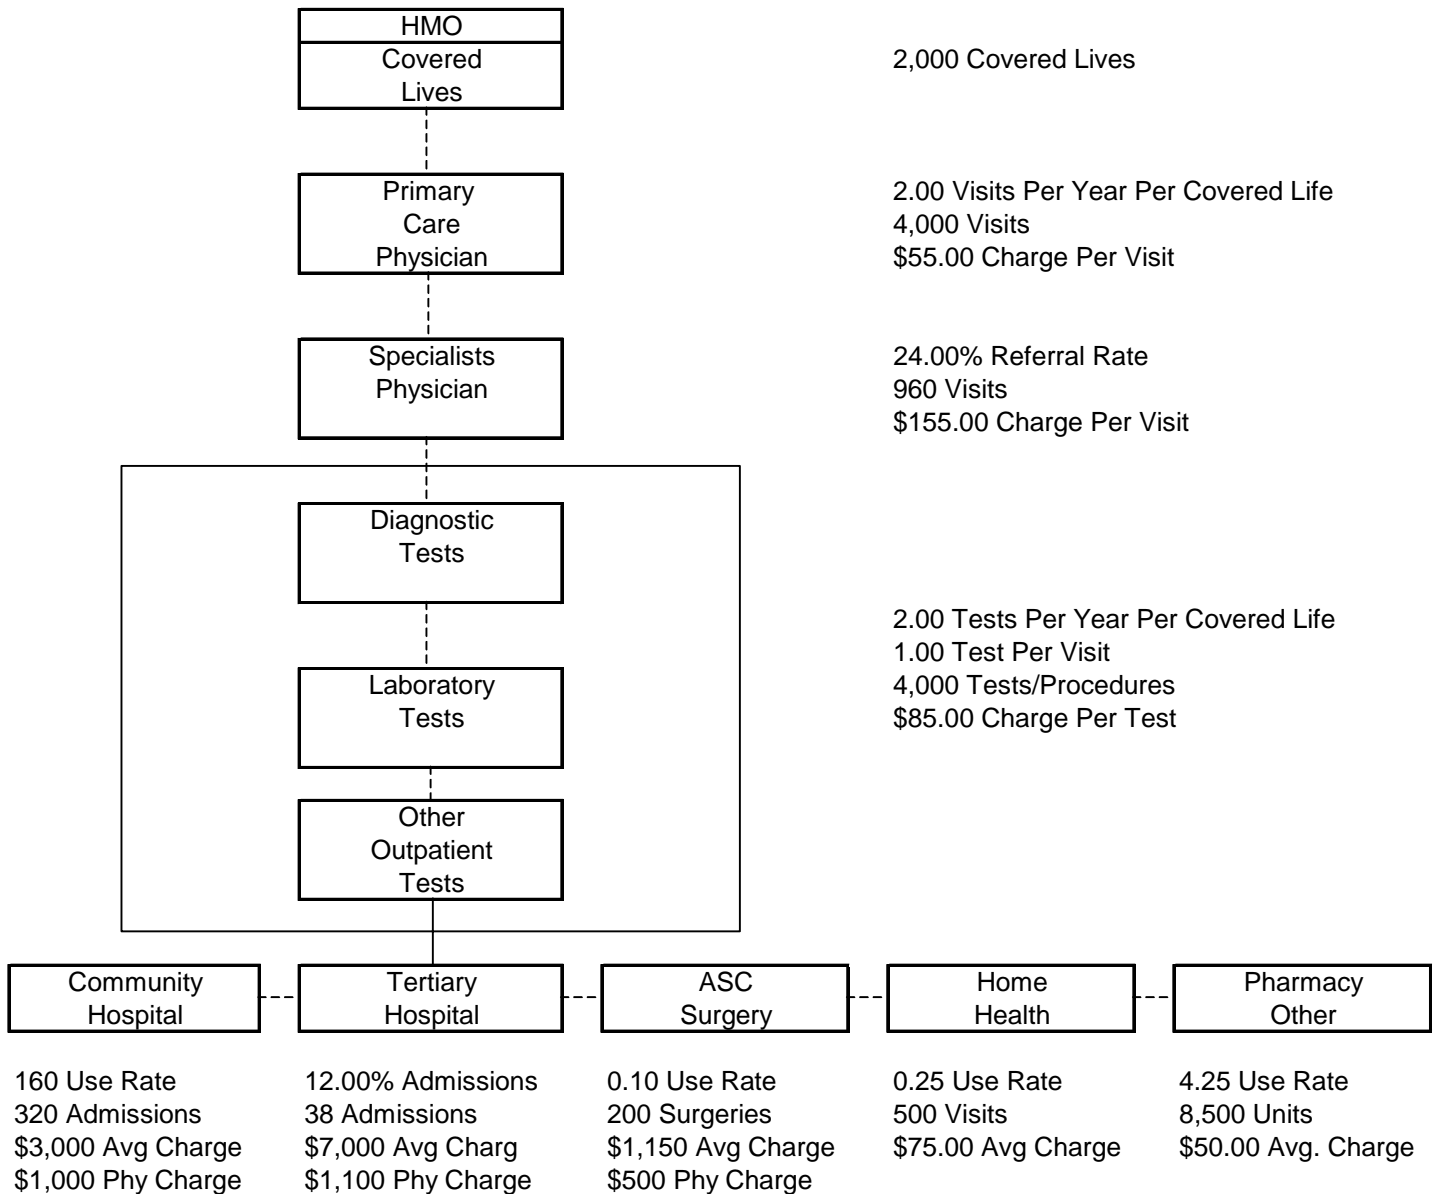 HMO
Covered
Lives
2,000 Covered Lives
Primary
Care
Physician
2.00 Visits Per Year Per Covered Life
4,000 Visits
$55.00 Charge Per Visit
Specialists
Physician
24.00% Referral Rate
960 Visits
$155.00 Charge Per Visit
Diagnostic
Tests
Laboratory
Tests
2.00 Tests Per Year Per Covered Life
1.00 Test Per Visit
4,000 Tests/Procedures
$85.00 Charge Per Test
Other
Outpatient
Tests
Community
Hospital
160 Use Rate
320 Admissions
$3,000 Avg Charge
$1,000 Phy Charge
Tertiary
Hospital
12.00% Admissions
38 Admissions
$7,000 Avg Charg
$1,100 Phy Charge
ASC
Surgery
0.10 Use Rate
200 Surgeries
$1,150 Avg Charge
$500 Phy Charge
Home
Health
0.25 Use Rate
500 Visits
$75.00 Avg Charge
Pharmacy
Other
4.25 Use Rate
8,500 Units
$50.00 Avg. Charge